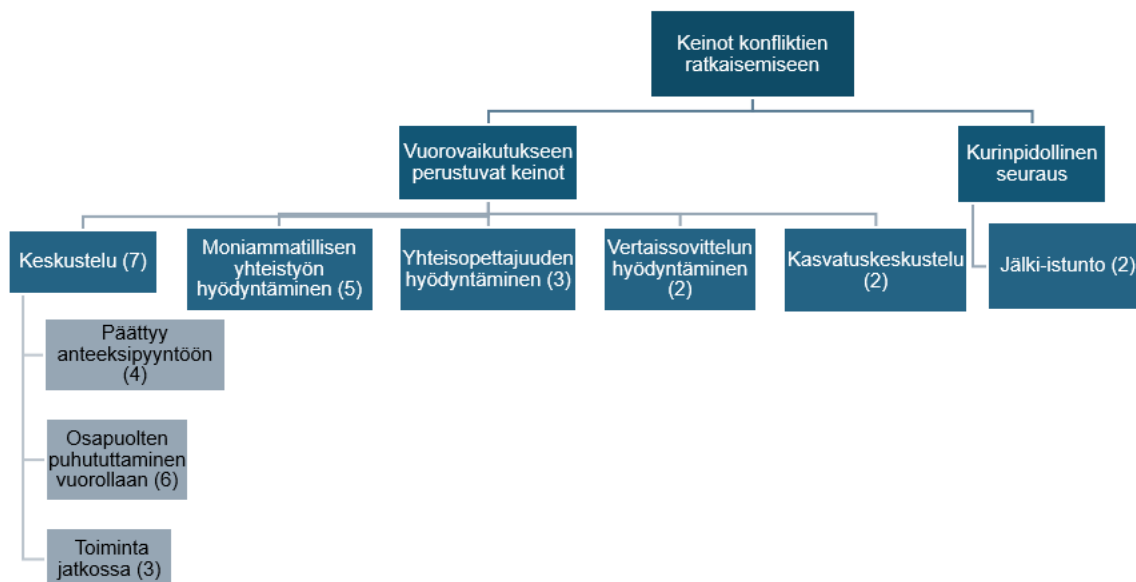 Keinot konfliktien
ratkaisemiseen
Vuorovaikutukseen
perustuvat keinot
Kurinpidollinen
seuraus
Keskustelu (7)
Moniammatillisen
yhteistyön
hyödyntäminen (5)
Yhteisopettajuuden
hyödyntäminen (3)
Vertaissovittelun
hyödyntäminen
(2)
Kasvatuskeskustelu
(2)
Jälki-istunto (2)
Päättyy
anteeksipyyntöön
(4)
Osapuolten
puhututtaminen
vuorollaan (6)
Toiminta
jatkossa (3)